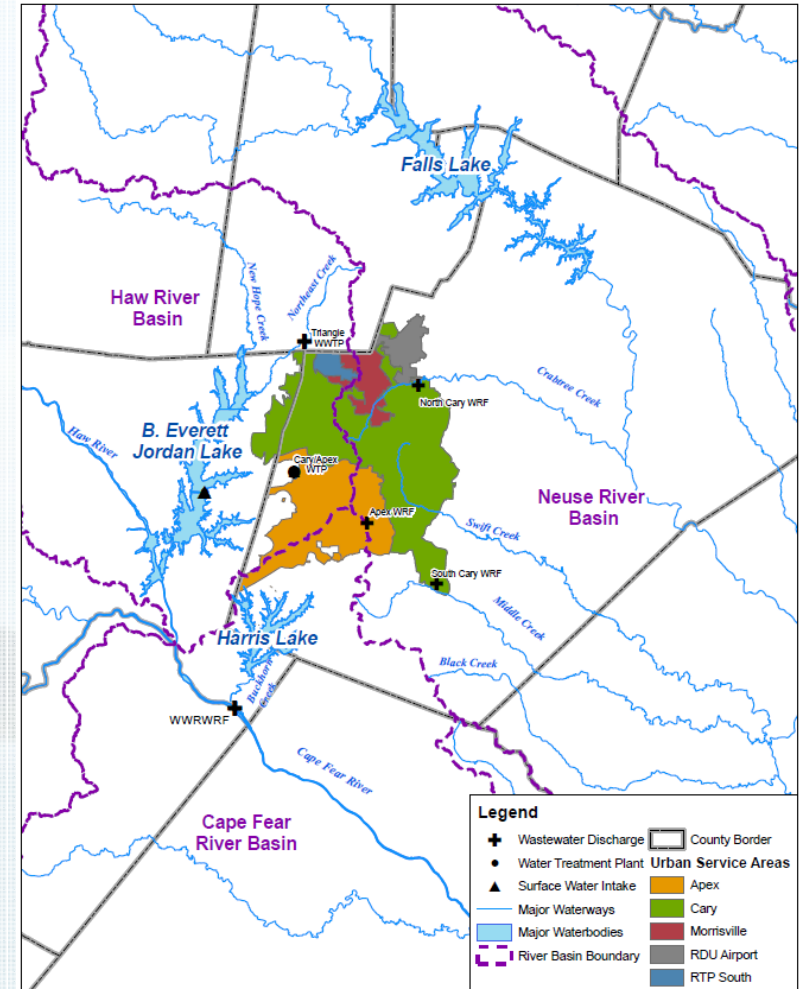 Falls Lake
Haw River
Basin
New Hope Creek
Northeast Creek
Triangle
WWTP
North Cary WRF
Crabtree Creek
B. Everett
Jordan Lake
Haw River
Cary/Apex
WTP
Neuse River
Basin
Apex WRF
Swift Creek
South Cary WRF
Middle Creek
Harris Lake
Black Creek
Buckhorn
Creek
WWRWRF
Cape Fear River
Cape Fear
River Basin
Legend
Wastewater Discharge
Water Treatment Plant
Surface Water Intake
Major Waterways
Major Waterbodies
River Basin Boundary
County Border
Urban Service Areas
Apex
Cary
Morrisville
RDU Airport
RTP South